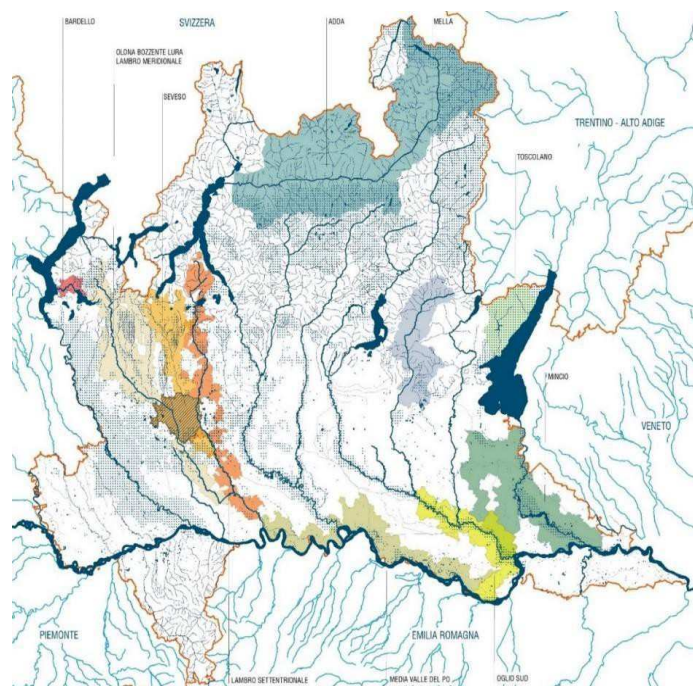 BARDELLO
SVIZZERA
ADDA
MELLA
OLONA BOZZENTE LURA
LAMBRO MERIDIONALE
SEVESO
TRENTINO - ALTO ADIGE
TOSCOLANO
MINCIO
VENETO
PIEMONTE
EMILIA ROMAGNA
LAMBRO SETTENTRIONALE
MEDIA VALLE DEL PO
OGLIO SUD